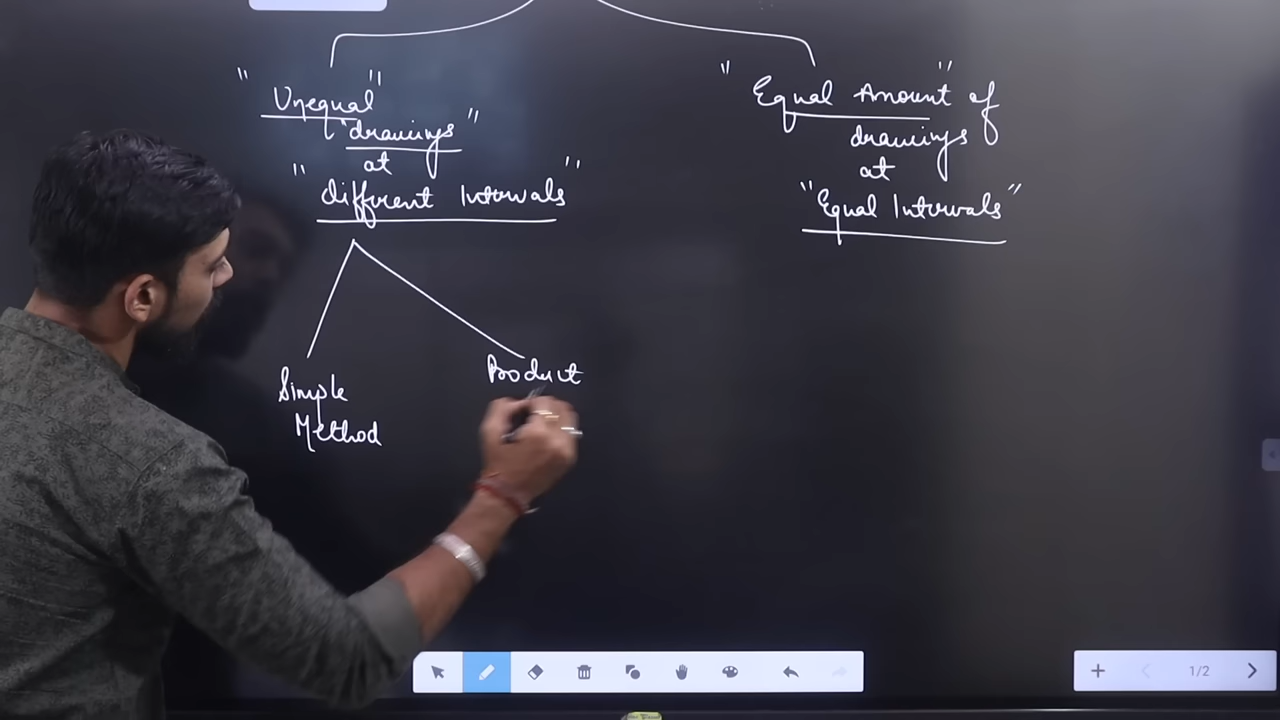 "Unequal"
"drawings"
at
"different Intervals"
Simple
Method
Product
"Equal Amount" of
drawings
at
"Equal Intervals"
1/2